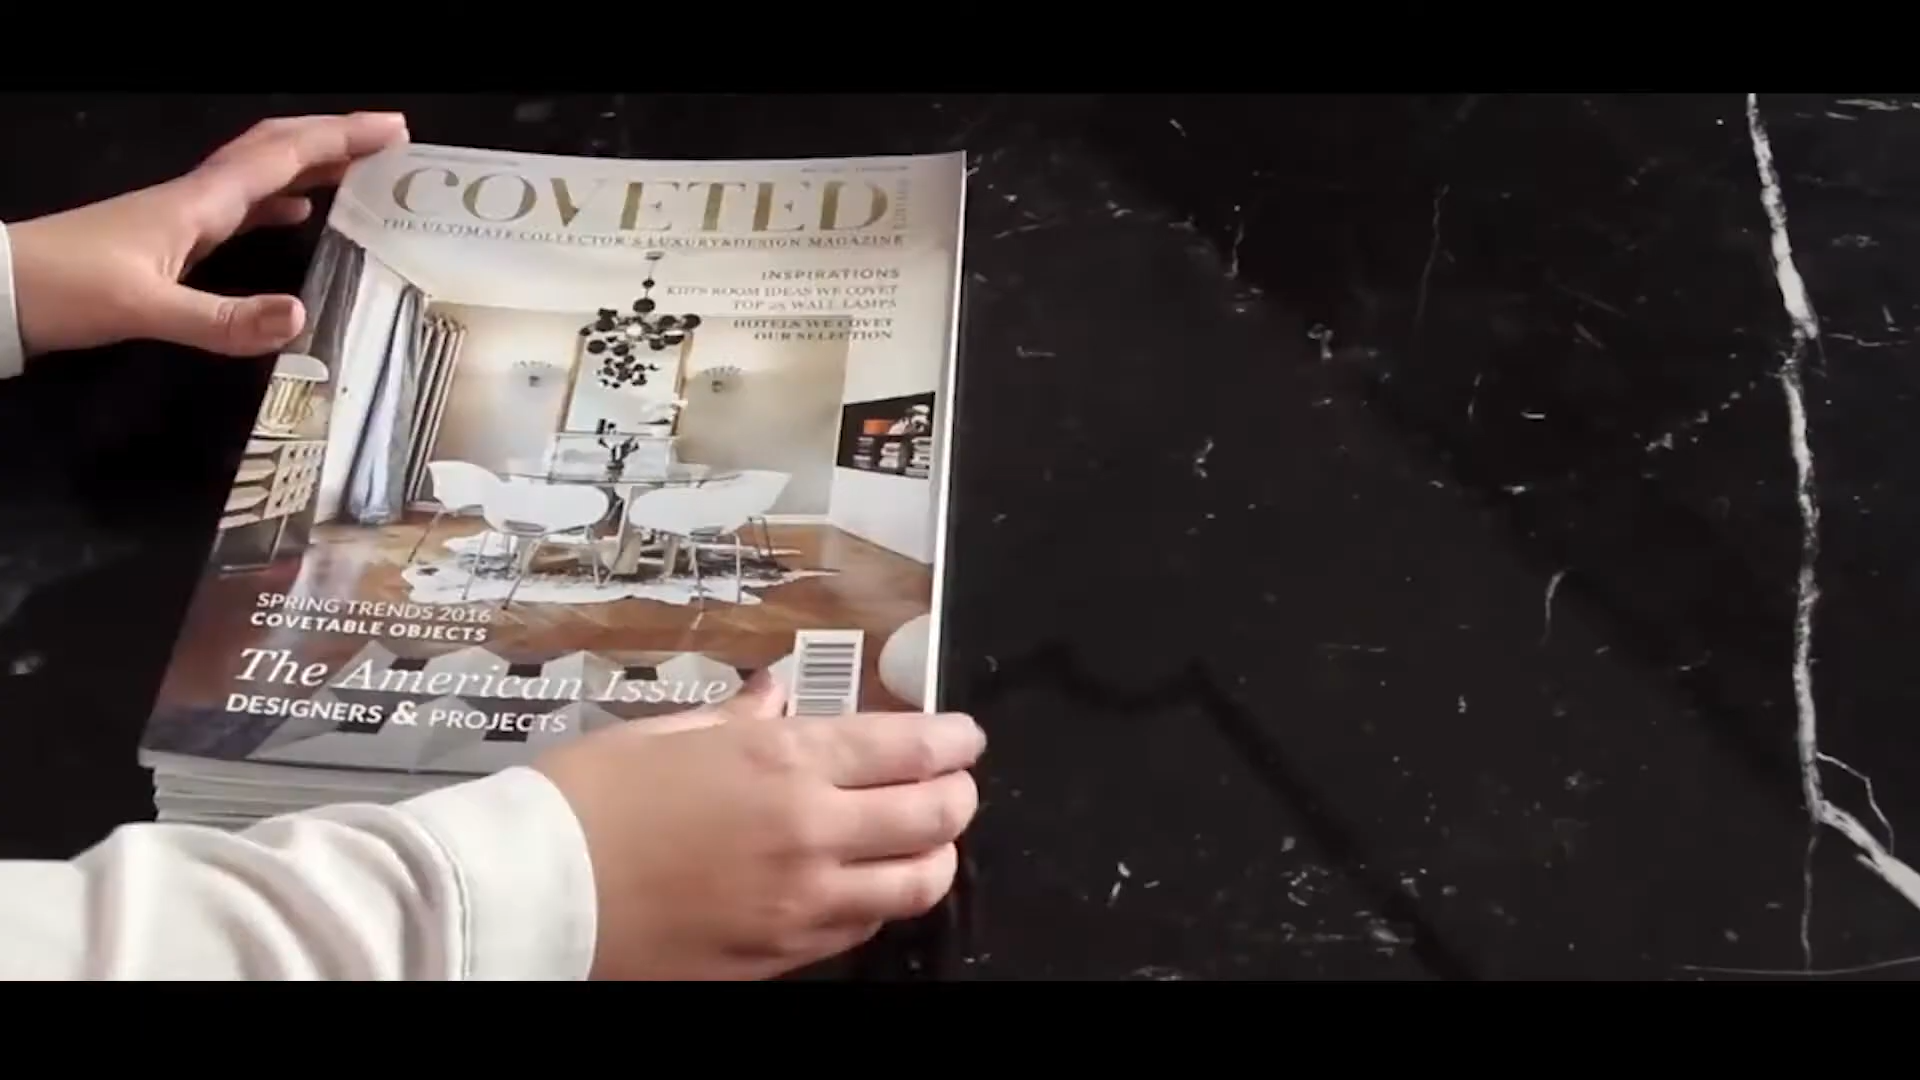 COVETED
THE ULTIMATE COLLECTOR'S LUXURY&DESIGN MAGAZINE
INSPIRATIONS
KID'S ROOM IDEAS WE COVET
TOP 25 WALL LAMPS
HOTELS WE COVET
OUR SELECTION
SPRING TRENDS 2016
COVETABLE OBJECTS
The American Issue
DESIGNERS & PROJECTS